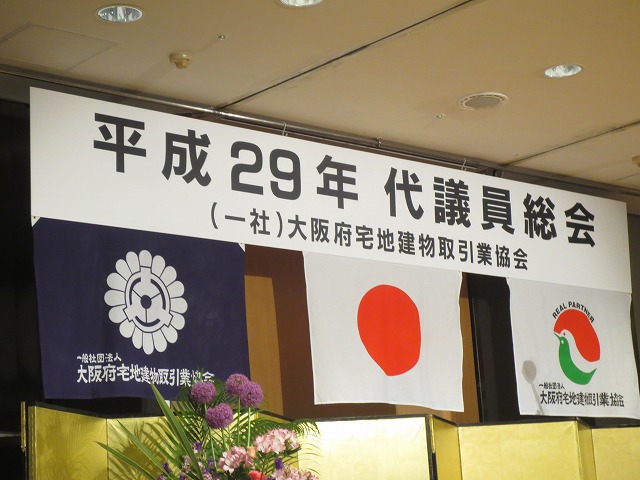 平成29年 代議員総会
(一社)大阪府宅地建物取引業協会
一般社団法人
大阪府宅地建物取引業協会
REAL PARTNER
一般社団法人
大阪府宅地建物取引業協会